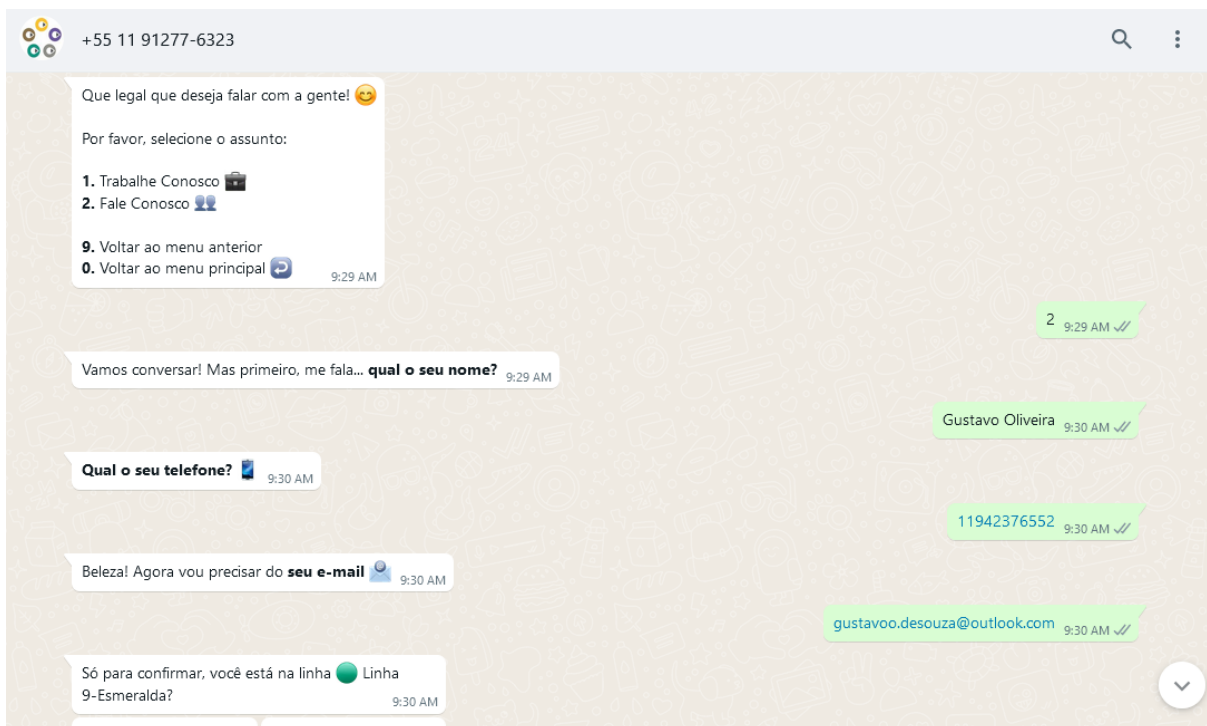 +55 11 91277-6323
Que legal que deseja falar com a gente! 😊
Por favor, selecione o assunto:
1. Trabalhe Conosco 💼
2. Fale Conosco 👥
9. Voltar ao menu anterior
0. Voltar ao menu principal ↩️ 9:29 AM
2 9:29 AM
Vamos conversar! Mas primeiro, me fala... qual o seu nome? 9:29 AM
Gustavo Oliveira 9:30 AM
Qual o seu telefone? 📱 9:30 AM
11942376552 9:30 AM
Beleza! Agora vou precisar do seu e-mail 📧 9:30 AM
gustavoo.desouza@outlook.com 9:30 AM
Só para confirmar, você está na linha 🟢 Linha
9-Esmeralda? 9:30 AM